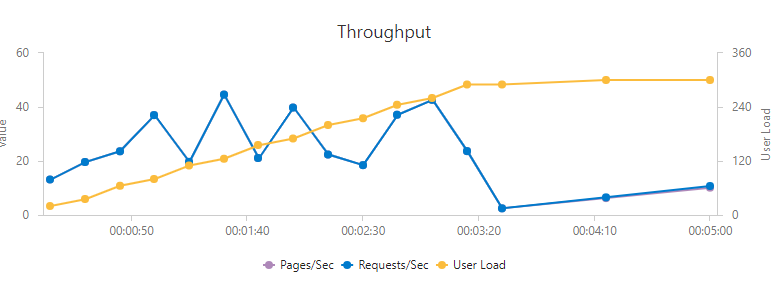 Throughput
60 360
40 240
Value User Load
20 120
0 0
00:00:50 00:01:40 00:02:30 00:03:20 00:04:10 00:05:00
Pages/Sec Requests/Sec User Load